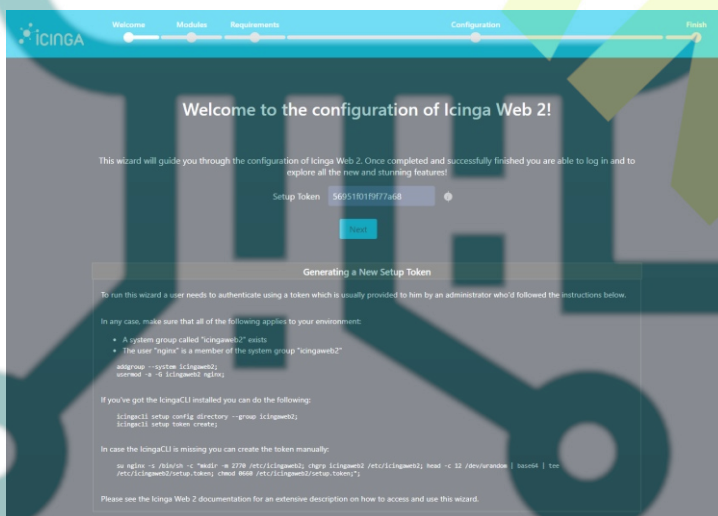 Welcome Modules Requirements Configuration Finish
ICINGA
Welcome to the configuration of Icinga Web 2!
This wizard will guide you through the configuration of Icinga Web 2. Once completed and successfully finished you are able to log in and to
explore all the new and stunning features!
Setup Token 56951f01f9f77a68
Next
Generating a New Setup Token
To run this wizard a user needs to authenticate using a token which is usually provided to him by an administrator who'd followed the instructions below.
In any case, make sure that all of the following applies to your environment:
• A system group called "icingaweb2" exists
• The user "nginx" is a member of the system group "icingaweb2"
addgroup --system icingaweb2;
usermod -a -G icingaweb2 nginx;
If you've got the IcingaCLI installed you can do the following:
icingacli setup config directory --group icingaweb2;
icingacli setup token create;
In case the IcingaCLI is missing you can create the token manually:
su nginx -s /bin/sh -c "mkdir -m 2770 /etc/icingaweb2; chgrp icingaweb2 /etc/icingaweb2; head -c 12 /dev/urandom | base64 | tee
/etc/icingaweb2/setup.token; chmod 0660 /etc/icingaweb2/setup.token;";
Please see the Icinga Web 2 documentation for an extensive description on how to access and use this wizard.